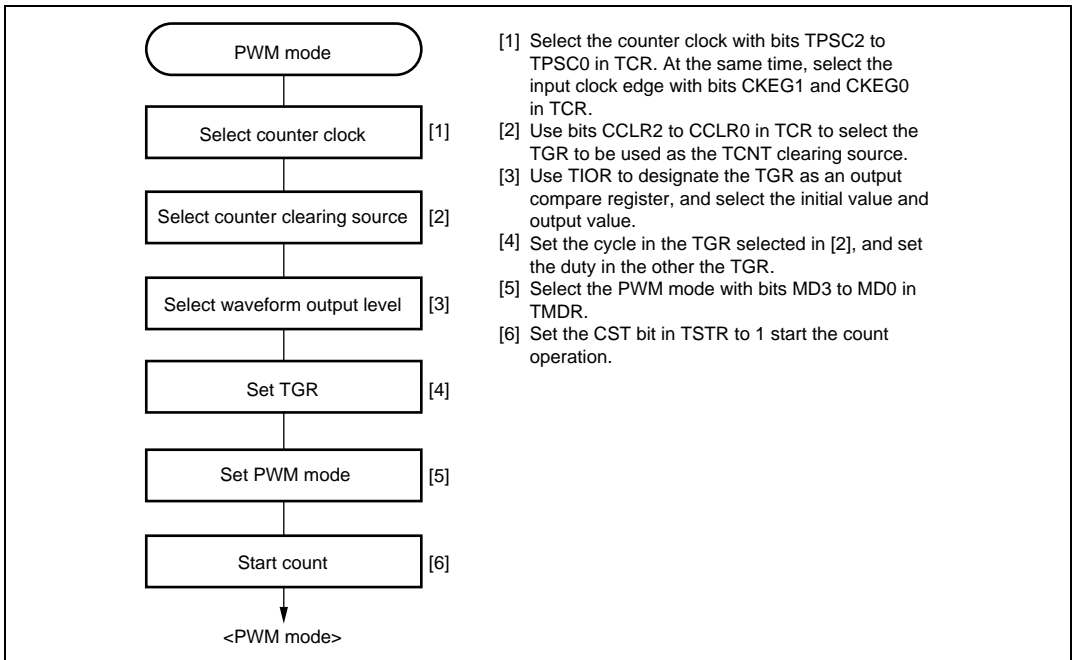 PWM mode
Select counter clock
[1]
Select counter clearing source
[2]
Select waveform output level
[3]
Set TGR
[4]
Set PWM mode
[5]
Start count
[6]
<PWM mode>
[1] Select the counter clock with bits TPSC2 to
TPSC0 in TCR. At the same time, select the
input clock edge with bits CKEG1 and CKEG0
in TCR.
[2] Use bits CCLR2 to CCLR0 in TCR to select the
TGR to be used as the TCNT clearing source.
[3] Use TIOR to designate the TGR as an output
compare register, and select the initial value and
output value.
[4] Set the cycle in the TGR selected in [2], and set
the duty in the other the TGR.
[5] Select the PWM mode with bits MD3 to MD0 in
TMDR.
[6] Set the CST bit in TSTR to 1 start the count
operation.